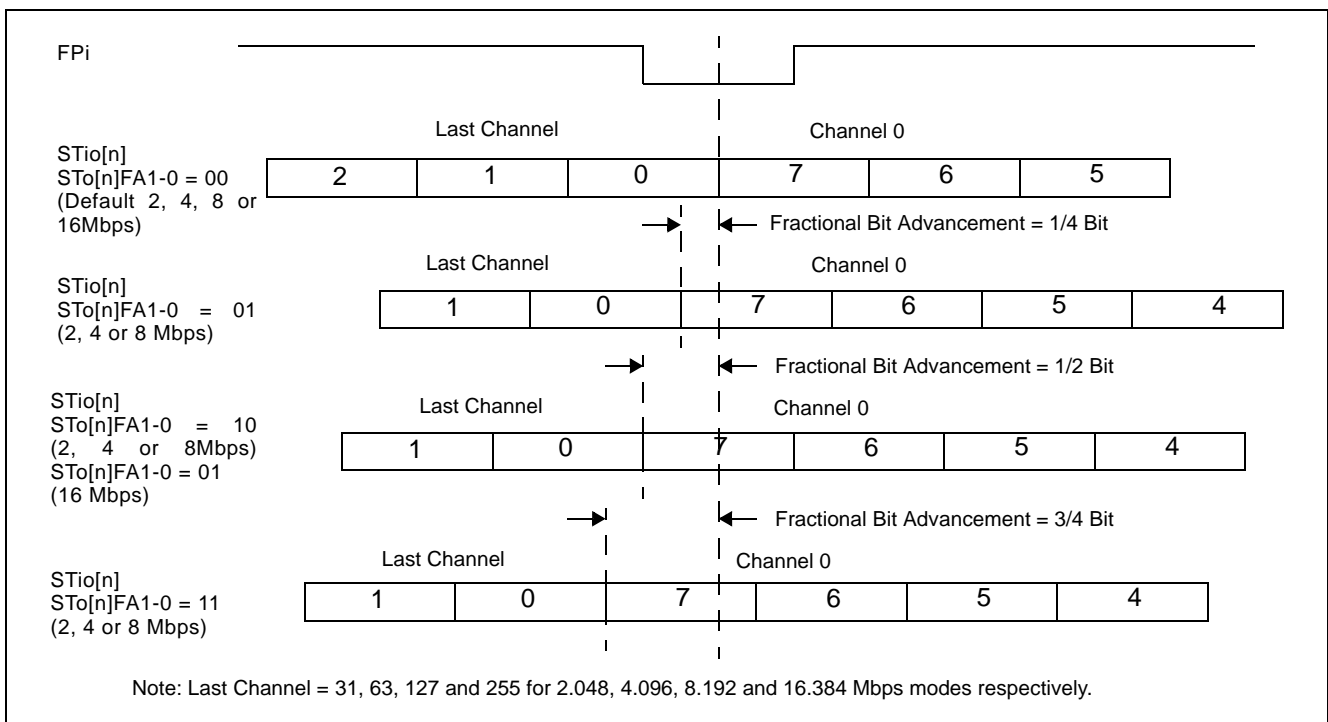 FPi
Last Channel Channel 0
STio[n]
STo[n]FA1-0 = 00
(Default 2, 4, 8 or
16Mbps)
2 1 0 7 6 5
Fractional Bit Advancement = 1/4 Bit
Last Channel Channel 0
STio[n]
STo[n]FA1-0 = 01
(2, 4 or 8 Mbps)
1 0 7 6 5 4
Fractional Bit Advancement = 1/2 Bit
Last Channel Channel 0
STio[n]
STo[n]FA1-0 = 10
(2, 4 or 8Mbps)
STo[n]FA1-0 = 01
(16 Mbps)
1 0 7 6 5 4
Fractional Bit Advancement = 3/4 Bit
Last Channel Channel 0
STio[n]
STo[n]FA1-0 = 11
(2, 4 or 8 Mbps)
1 0 7 6 5 4
Note: Last Channel = 31, 63, 127 and 255 for 2.048, 4.096, 8.192 and 16.384 Mbps modes respectively.